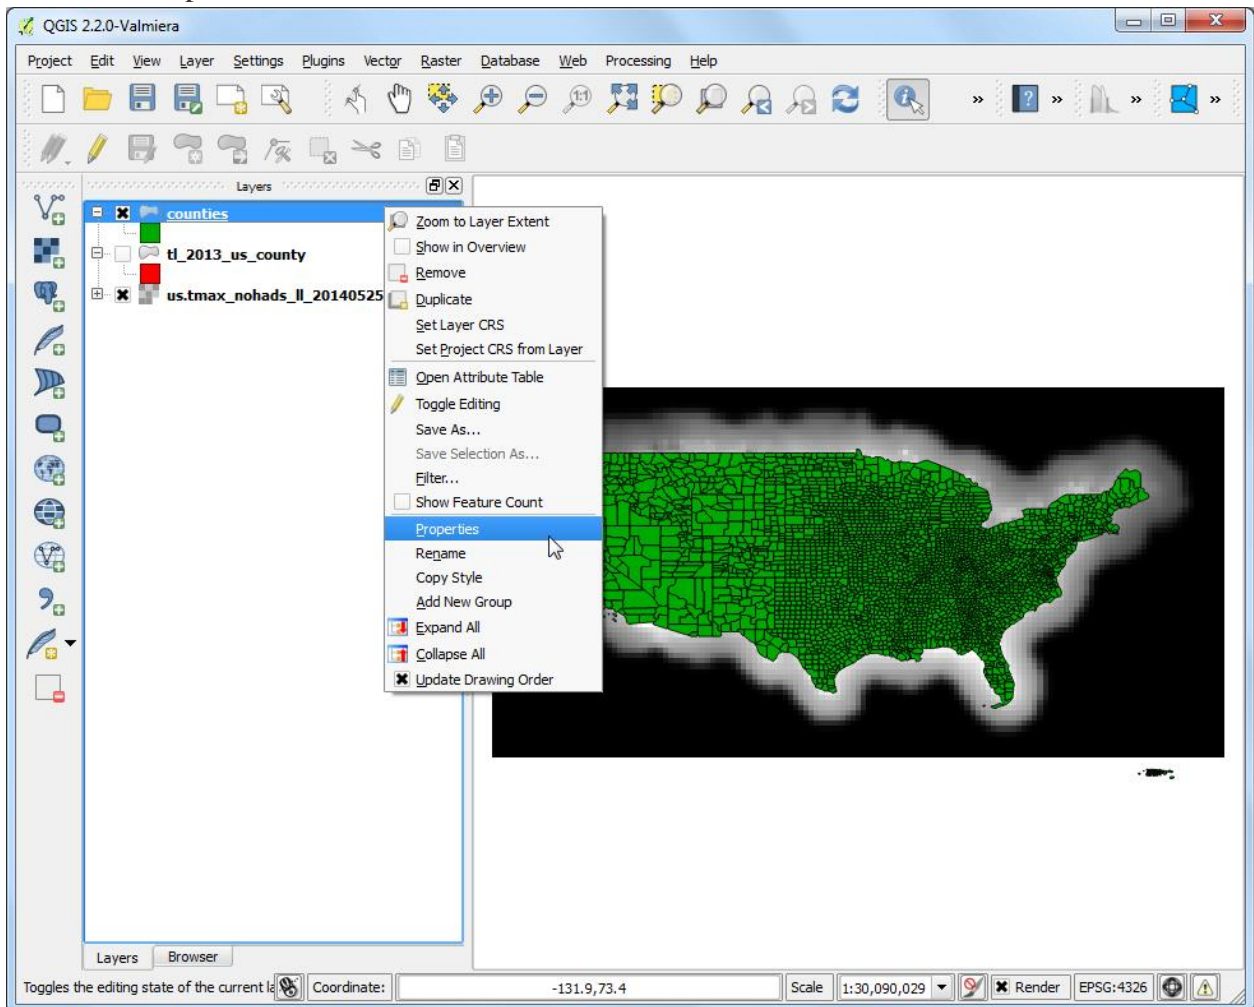 QGIS 2.2.0-Valmiera
Project Edit View Layer Settings Plugins Vector Raster Database Web Processing Help
1:1
» ? » » »
Layers
counties
tl_2013_us_county
us.tmax_nohads_ll_20140525
Zoom to Layer Extent
Show in Overview
Remove
Duplicate
Set Layer CRS
Set Project CRS from Layer
Open Attribute Table
Toggle Editing
Save As...
Save Selection As...
Filter...
Show Feature Count
Properties
Rename
Copy Style
Add New Group
Expand All
Collapse All
Update Drawing Order
Layers Browser
Toggles the editing state of the current la Coordinate: -131.9,73.4 Scale 1:30,090,029 Render EPSG:4326